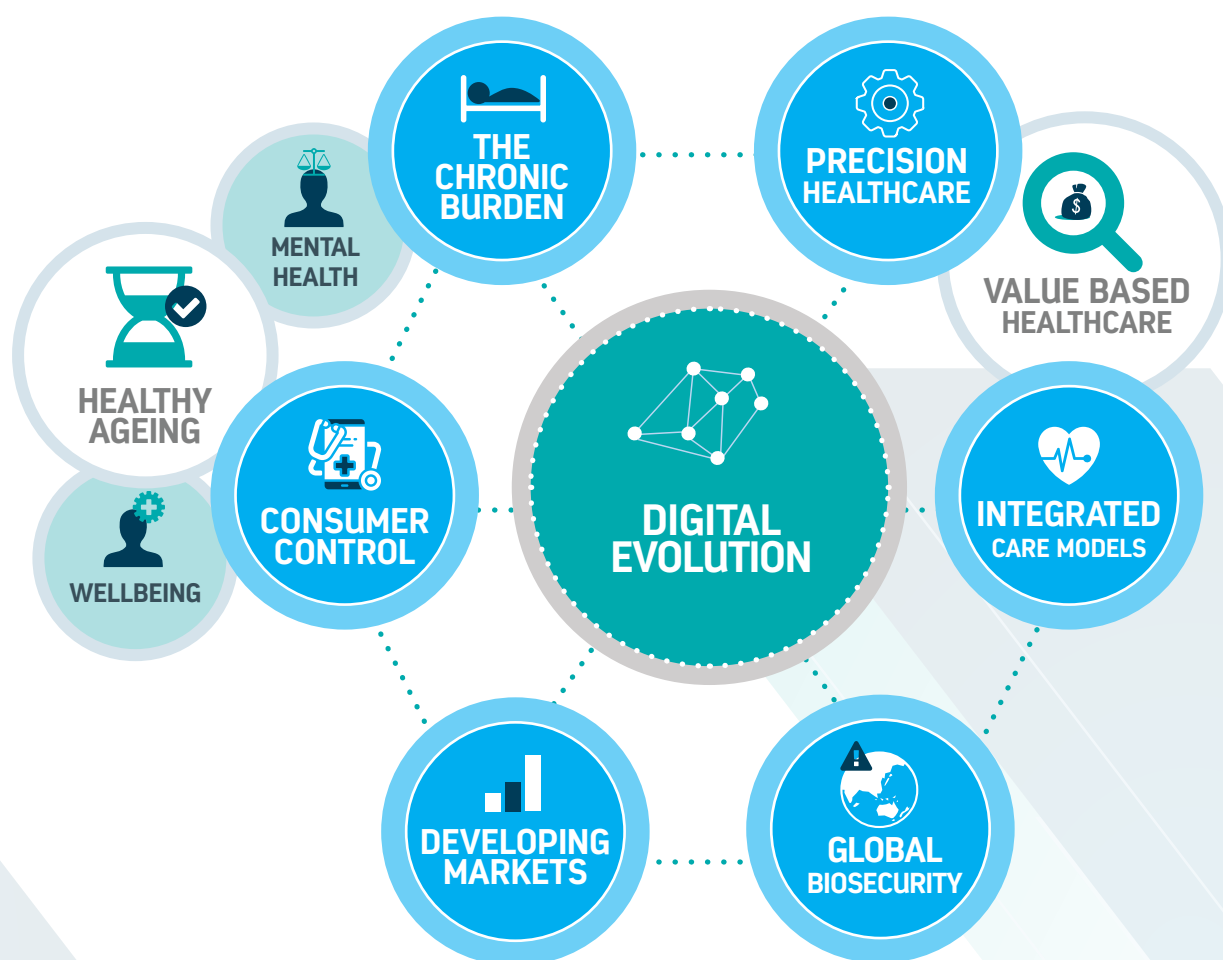 THE
CHRONIC
BURDEN
PRECISION
HEALTHCARE
MENTAL
HEALTH
$
VALUE BASED
HEALTHCARE
HEALTHY
AGEING
CONSUMER
CONTROL
DIGITAL
EVOLUTION
INTEGRATED
CARE MODELS
WELLBEING
DEVELOPING
MARKETS
!
GLOBAL
BIOSECURITY